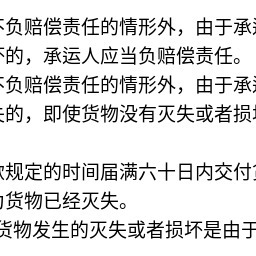 不负赔偿责任的情形外，由于承
坏的，承运人应当负赔偿责任。
不负赔偿责任的情形外，由于承
失的，即使货物没有灭失或者损
款规定的时间届满六十日内交付
为货物已经灭失。
货物发生的灭失或者损坏是由于